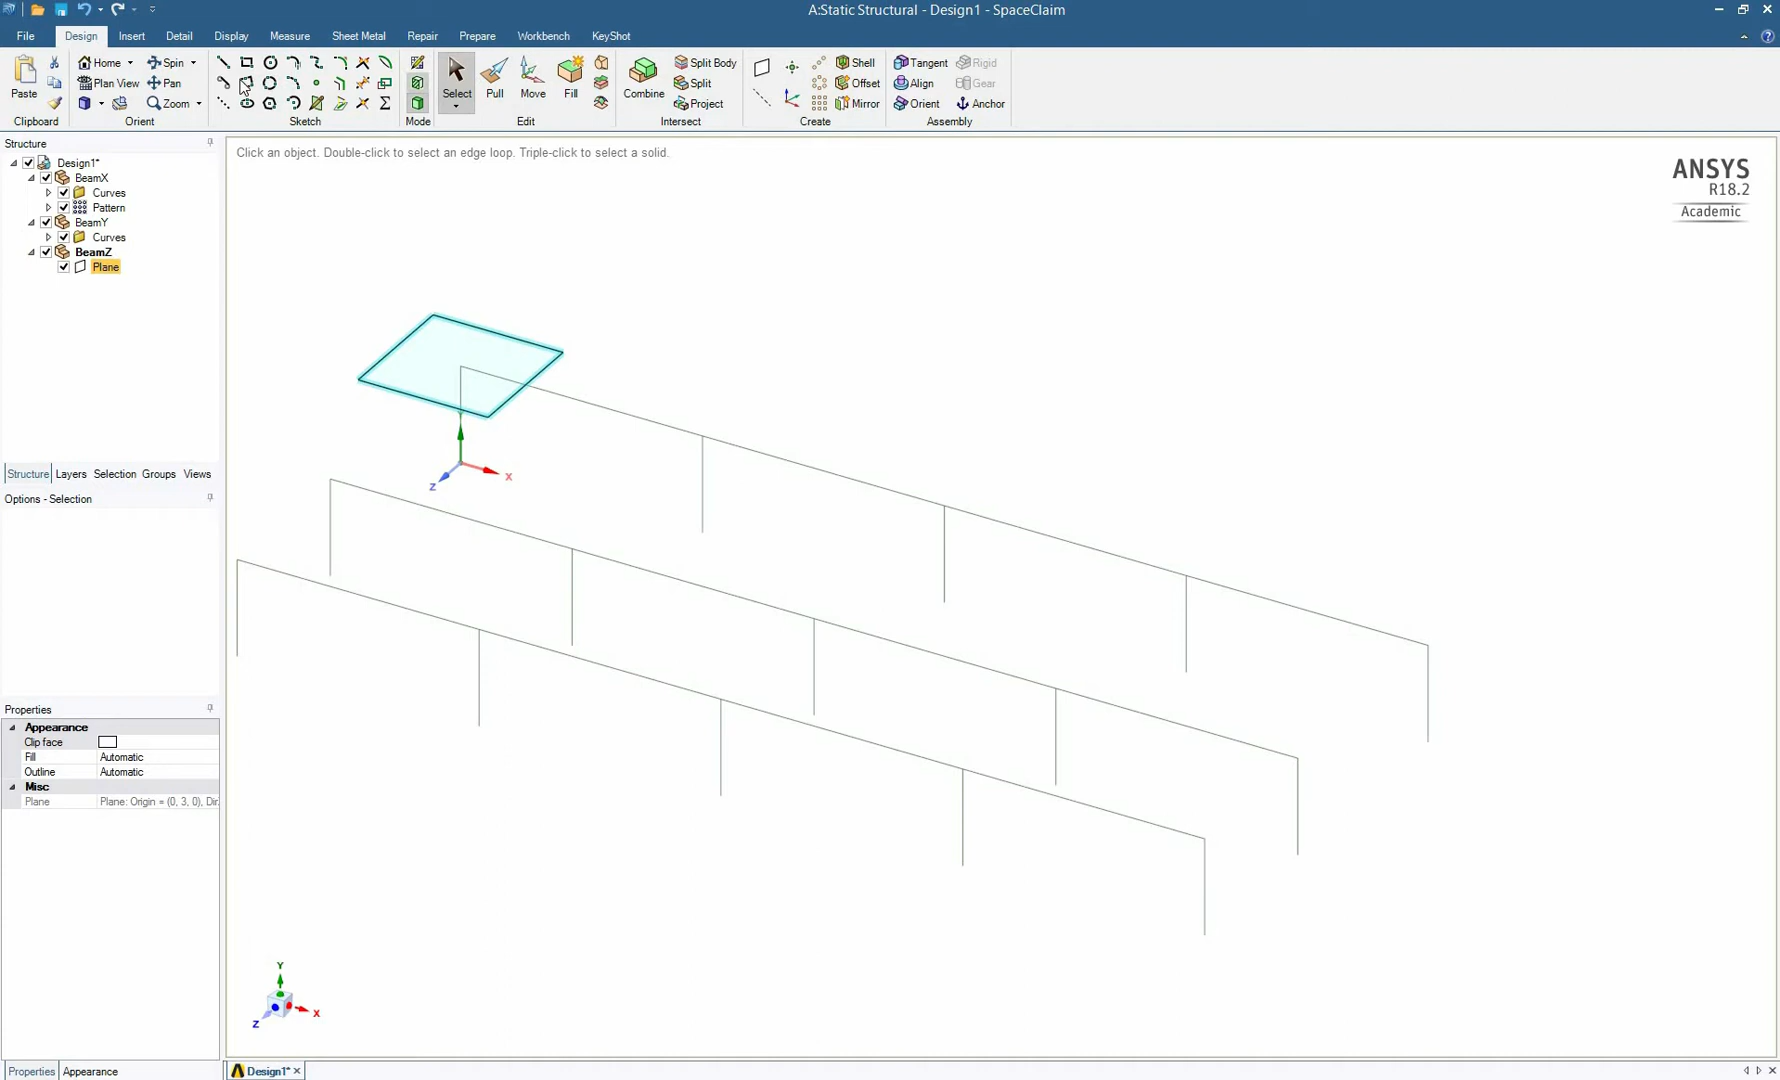 A:Static Structural - Design1 - SpaceClaim
File Design Insert Detail Display Measure Sheet Metal Repair Prepare Workbench KeyShot
Paste
Home Spin
Plan View Pan
Zoom
Select Pull Move Fill
Combine
Split Body
Split
Project
Shell
Offset
Mirror
Tangent Rigid
Align Gear
Orient Anchor
Clipboard Orient Sketch Mode Edit Intersect Create Assembly
Structure
Design1*
BeamX
Curves
Pattern
BeamY
Curves
BeamZ
Plane
Structure Layers Selection Groups Views
Options - Selection
Properties
Appearance
Clip face
Fill Automatic
Outline Automatic
Misc
Plane Plane: Origin = (0, 3, 0), Dir.
Properties Appearance
Click an object. Double-click to select an edge loop. Triple-click to select a solid.
ANSYS
R18.2
Academic
X
Z
Y
X
Z
Design1*